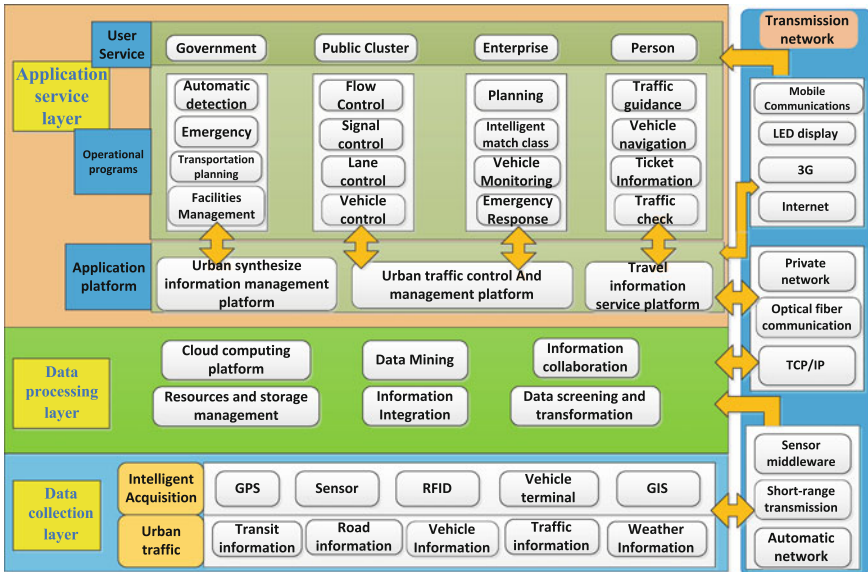 User
Service
Government
Public Cluster
Enterprise
Person
Application
service
layer
Operational
programs
Automatic
detection
Emergency
Transportation
planning
Facilities
Management
Flow
Control
Signal
control
Lane
control
Vehicle
control
Planning
Intelligent
match class
Vehicle
Monitoring
Emergency
Response
Traffic
guidance
Vehicle
navigation
Ticket
Information
Traffic
check
Application
platform
Urban synthesize
information management
platform
Urban traffic control And
management platform
Travel
information
service platform
Data
processing
layer
Cloud computing
platform
Data Mining
Information
collaboration
Resources and storage
management
Information
Integration
Data screening and
transformation
Data
collection
layer
Intelligent
Acquisition
GPS
Sensor
RFID
Vehicle
terminal
GIS
Urban
traffic
Transit
information
Road
information
Vehicle
Information
Traffic
information
Weather
Information
Transmission
network
Mobile
Communications
LED display
3G
Internet
Private
network
Optical fiber
communication
TCP/IP
Sensor
middleware
Short-range
transmission
Automatic
network